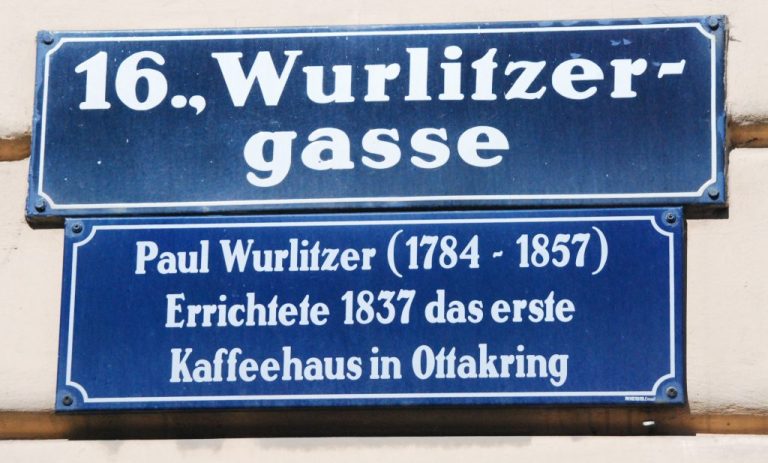 16., Wurlitzer-
gasse
Paul Wurlitzer (1784 - 1857)
Errichtete 1837 das erste
Kaffeehaus in Ottakring